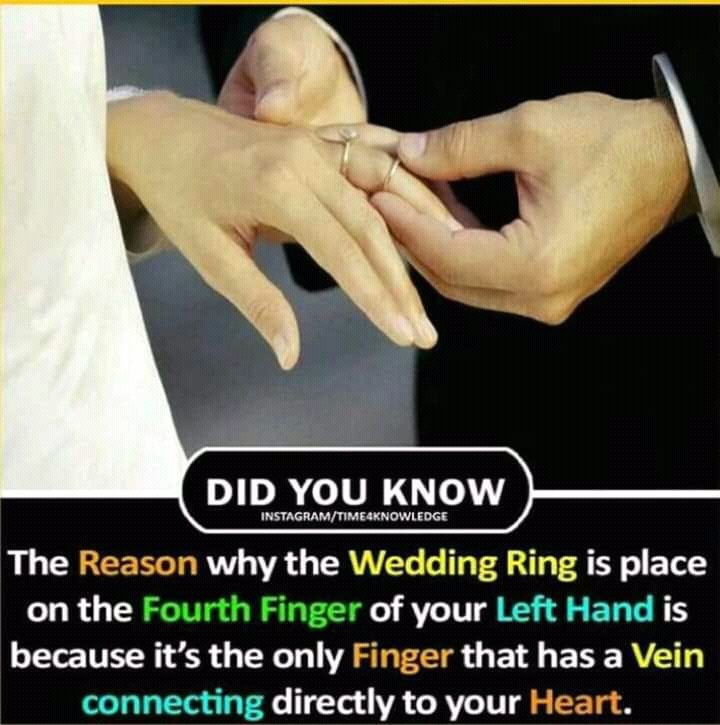 DID YOU KNOW
INSTAGRAM/TIME4KNOWLEDGE
The Reason why the Wedding Ring is place
on the Fourth Finger of your Left Hand is
because it's the only Finger that has a Vein
connecting directly to your Heart.